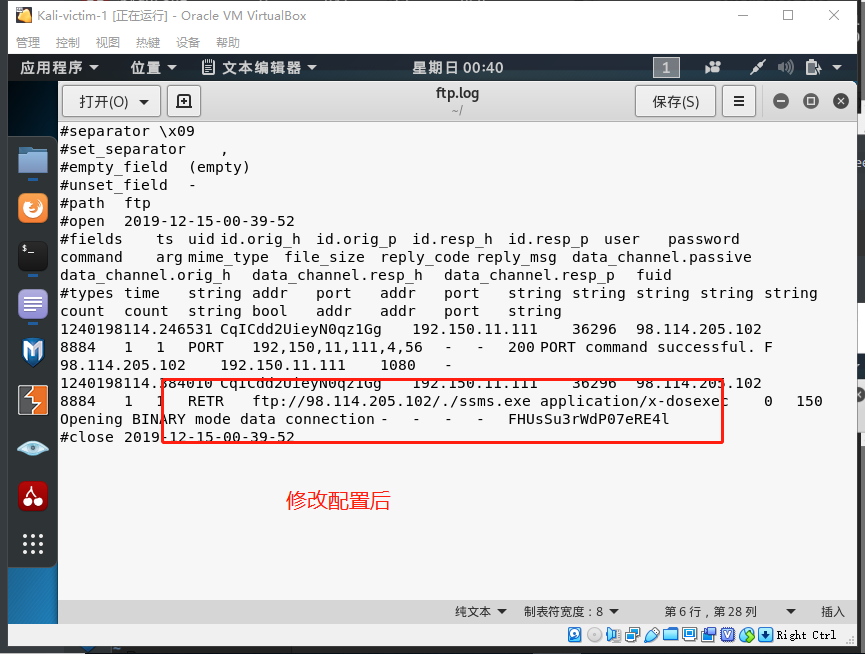 Kali-victim-1 [正在运行] - Oracle VM VirtualBox
管理 控制 视图 热键 设备 帮助
应用程序 位置 文本编辑器 星期日 00:40 1
打开(O) ftp.log 保存(S)
~/
#separator \x09
#set_separator ,
#empty_field (empty)
#unset_field -
#path ftp
#open 2019-12-15-00-39-52
#fields ts uid id.orig_h id.orig_p id.resp_h id.resp_p user password
command arg mime_type file_size reply_code reply_msg data_channel.passive
data_channel.orig_h data_channel.resp_h data_channel.resp_p fuid
#types time string addr port addr port string string string string string
count count string bool addr addr port string
1240198114.246531 CqICdd2UieyN0qz1Gg 192.150.11.111 36296 98.114.205.102
8884 1 1 PORT 192,150,11,111,4,56 - - 200 PORT command successful. F
98.114.205.102 192.150.11.111 1080 -
1240198114.384010 CqICdd2UieyN0qz1Gg 192.150.11.111 36296 98.114.205.102
8884 1 1 RETR ftp://98.114.205.102/./ssms.exe application/x-dosexec 0 150
Opening BINARY mode data connection - - - - FHUsSu3rWdP07eRE4l
#close 2019-12-15-00-39-52
修改配置后
纯文本 制表符宽度：8 第 6 行，第 28 列 插入
Right Ctrl